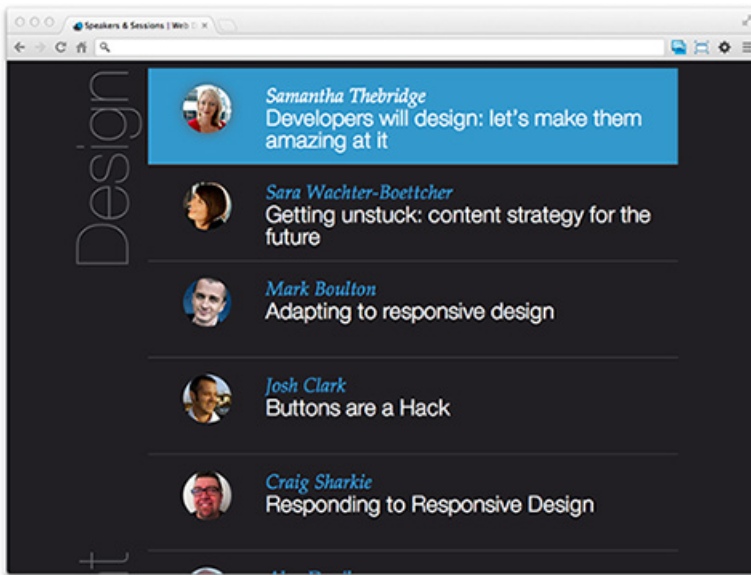 Speakers & Sessions | Web D
Design
Samantha Thebridge
Developers will design: let's make them
amazing at it
Sara Wachter-Boettcher
Getting unstuck: content strategy for the
future
Mark Boulton
Adapting to responsive design
Josh Clark
Buttons are a Hack
Craig Sharkie
Responding to Responsive Design